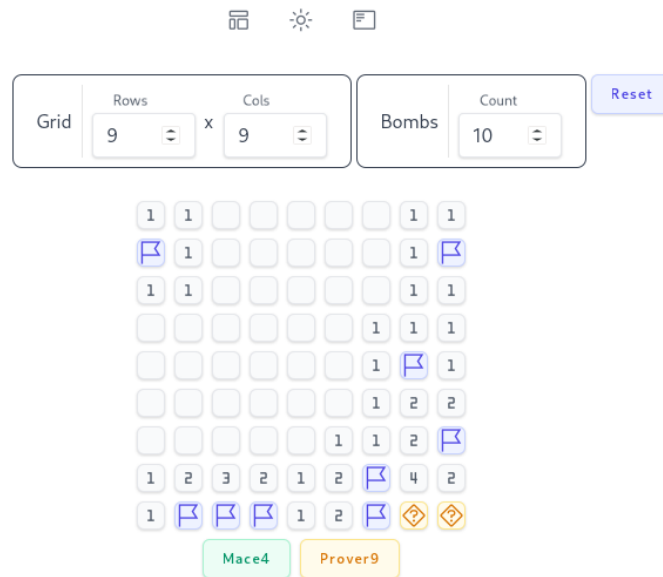 Rows Cols Count Reset
Grid 9 x 9 Bombs 10
1 1 1 1
1 1
1 1 1 1
1 1 1
1 1
1 2 2
1 1 2
1 2 3 2 1 2 4 2
1 1 2 ? ?
Mace4 Prover9